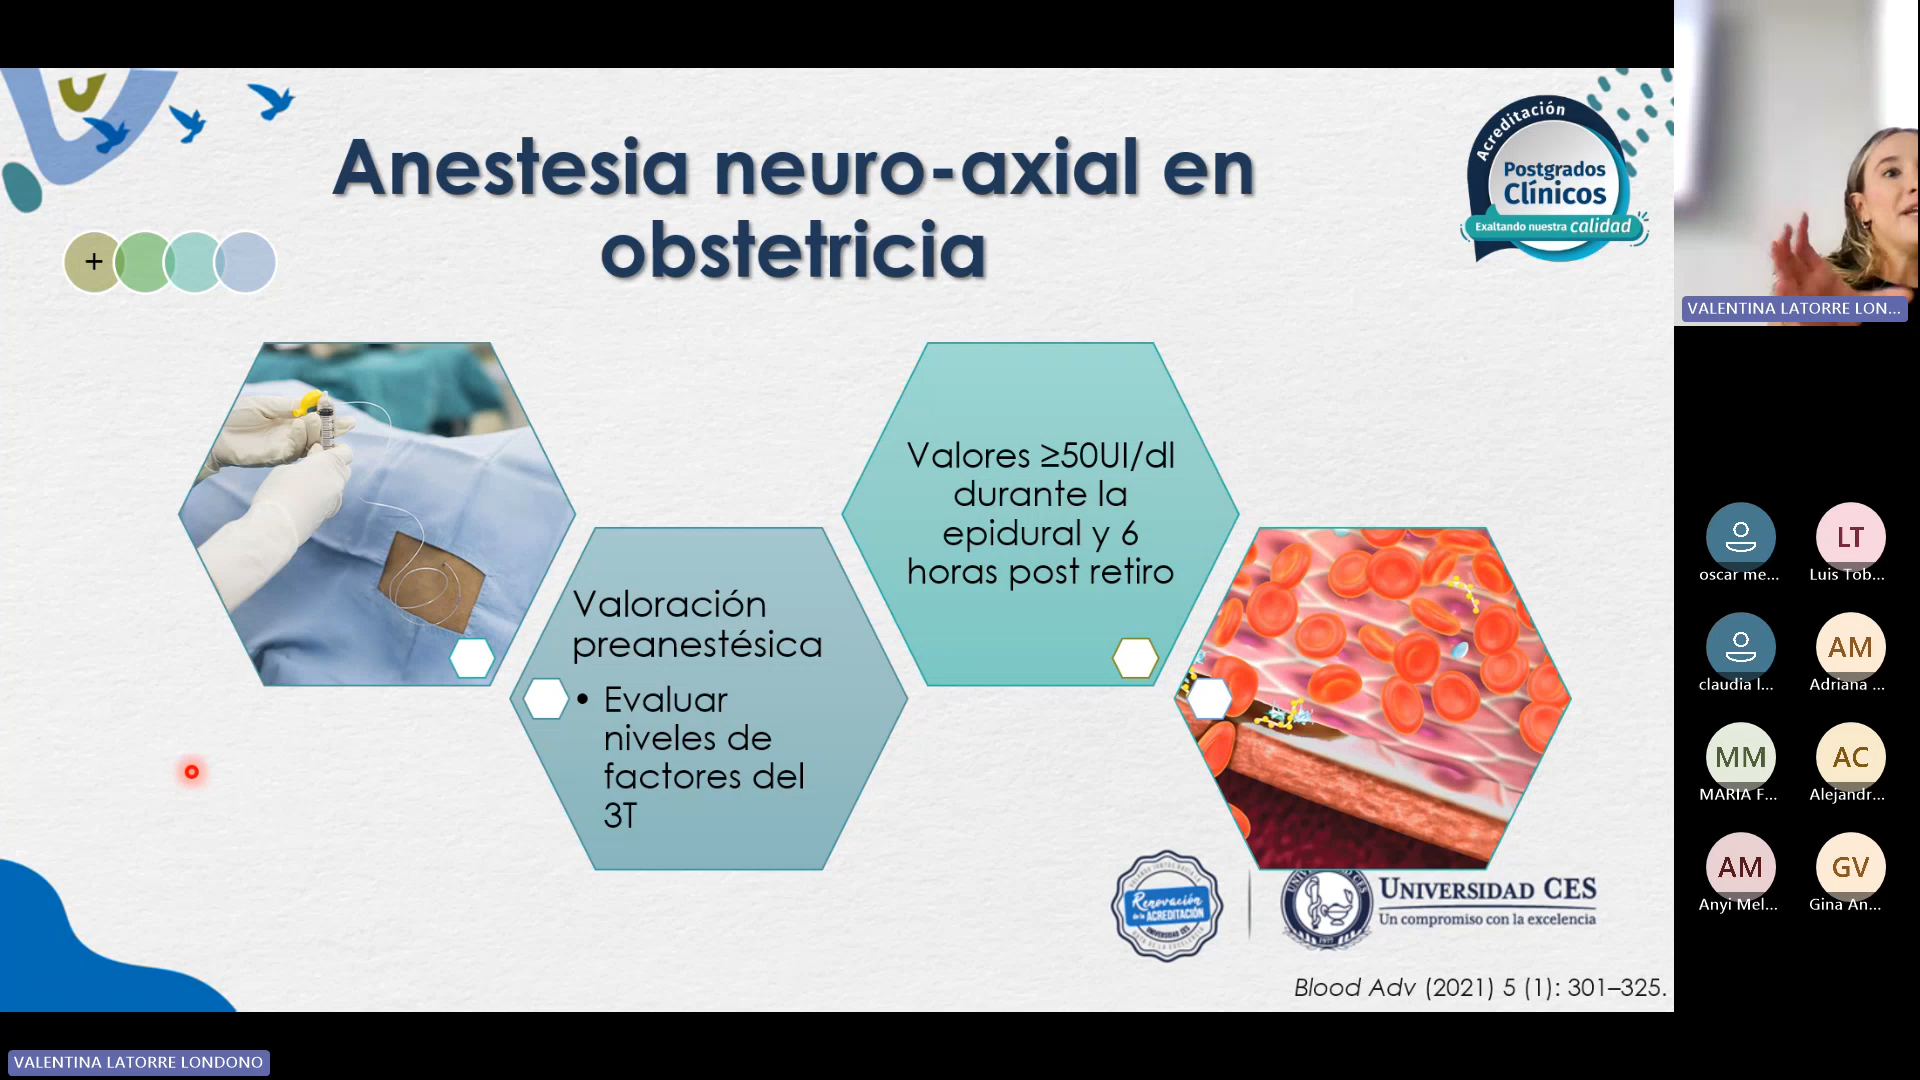 Anestesia neuro-axial en
obstetricia
Acreditación
Postgrados
Clínicos
Exaltando nuestra calidad
+
Valoración
preanestésica
• Evaluar
niveles de
factores del
3T
Valores ≥50UI/dl
durante la
epidural y 6
horas post retiro
Renovación
de la ACREDITACIÓN
UNIVERSIDAD CES
UNIVERSIDAD CES
Un compromiso con la excelencia
1977
Blood Adv (2021) 5 (1): 301–325.
VALENTINA LATORRE LON...
oscar me...
LT
Luis Tob...
claudia l...
AM
Adriana ...
MM
MARIA F...
AC
Alejandr...
AM
Anyi Mel...
GV
Gina An...
VALENTINA LATORRE LONDONO